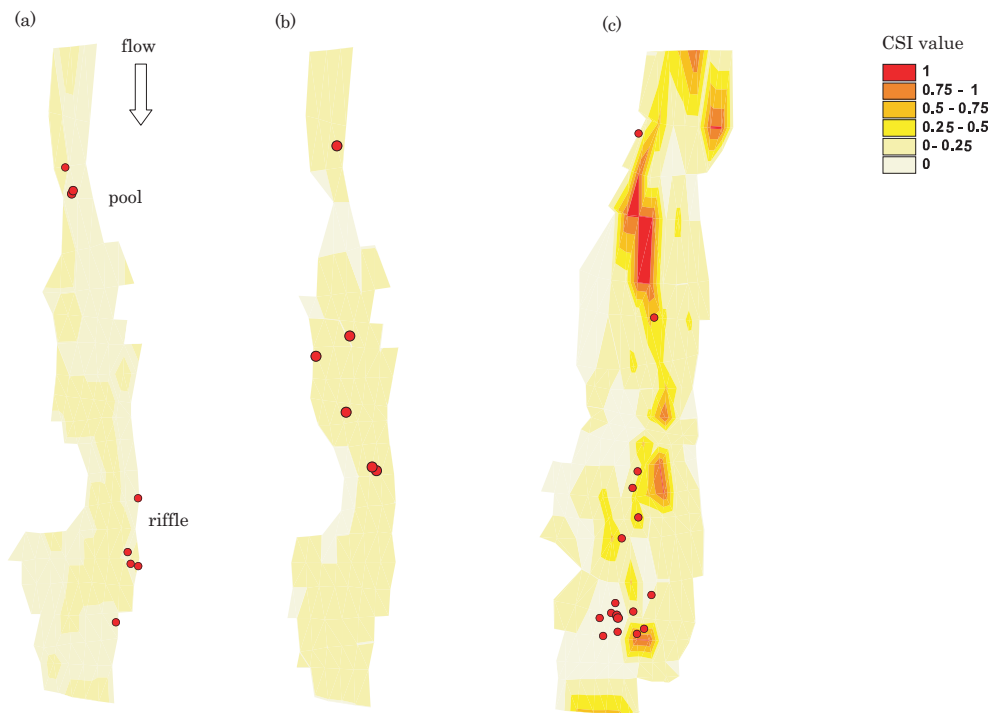 (a)
(b)
(c)
flow
CSI value
1
0.75 - 1
0.5 - 0.75
0.25 - 0.5
0- 0.25
0
pool
riffle